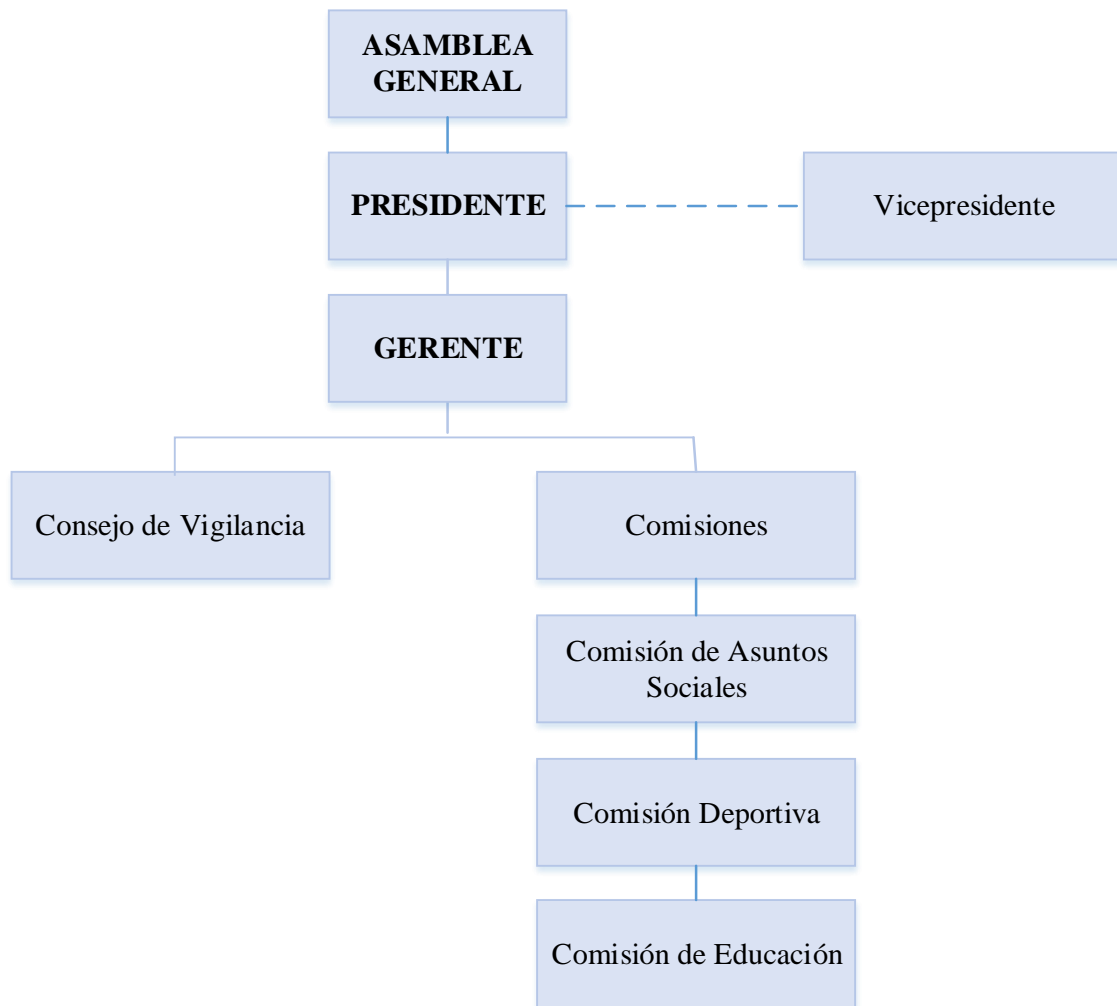 ASAMBLEA
GENERAL
PRESIDENTE
Vicepresidente
GERENTE
Consejo de Vigilancia
Comisiones
Comisión de Asuntos
Sociales
Comisión Deportiva
Comisión de Educación